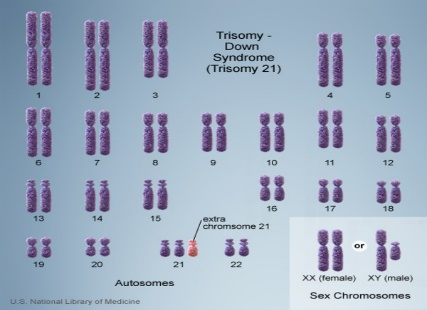 Trisomy -
Down
Syndrome
(Trisomy 21)
1 2 3 4 5
6 7 8 9 10 11 12
13 14 15 16 17 18
extra
chromsome 21
19 20 21 22
or
XX (female) XY (male)
Autosomes
Sex Chromosomes
U.S. National Library of Medicine